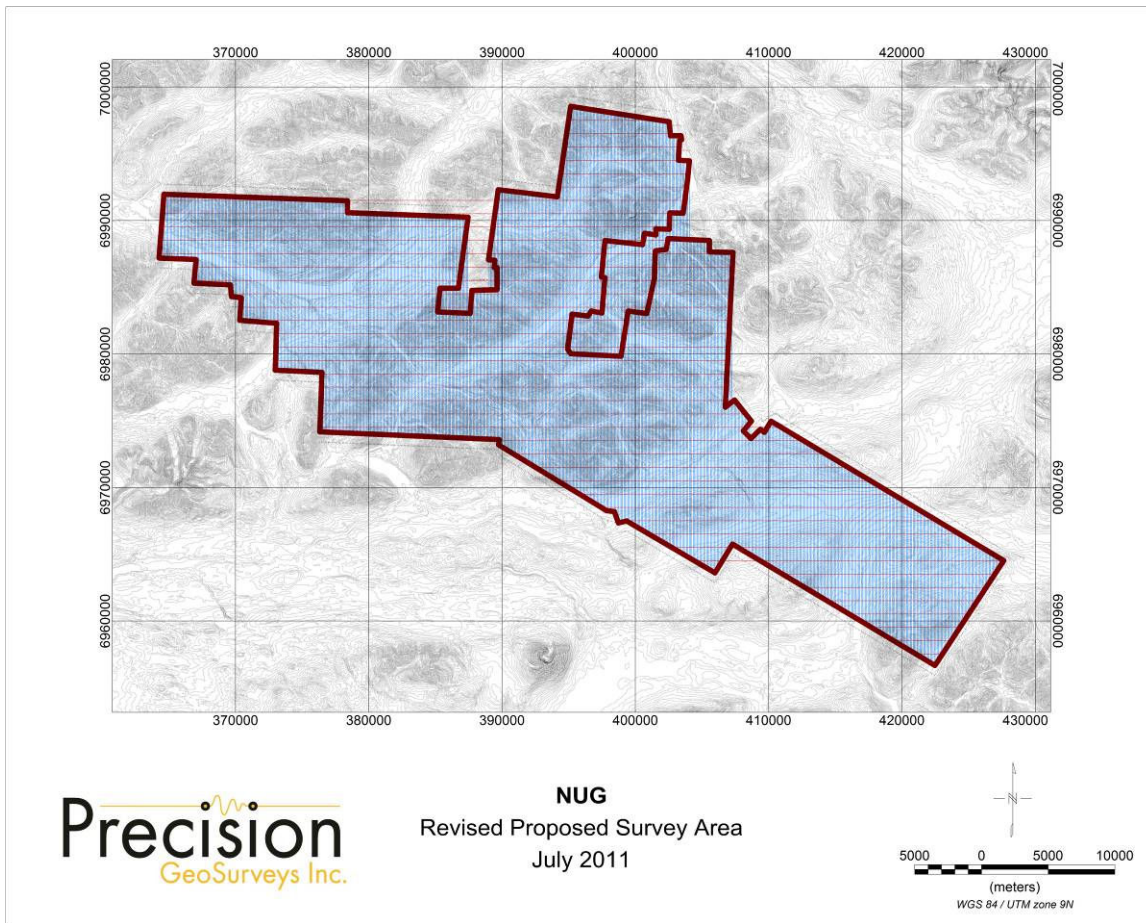 370000 380000 390000 400000 410000 420000 430000
7000000 7000000
6990000 6990000
6980000 6980000
6970000 6970000
6960000 6960000
370000 380000 390000 400000 410000 420000 430000
Precision
GeoSurveys Inc.
NUG
Revised Proposed Survey Area
July 2011
N
5000 0 5000 10000
(meters)
WGS 84 / UTM zone 9N